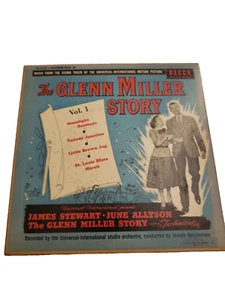 MUSIC FROM THE SOUND TRACK OF THE UNIVERSAL-INTERNATIONAL MOTION PICTURE
DECCA
The GLENN MILLER
STORY
Vol. 1
Moonlight
Serenade
Tuxedo Junction
Little Brown Jug
St. Louis Blues
March
Universal International presents
JAMES STEWART · JUNE ALLYSON
The GLENN MILLER STORY
Technicolor
Recorded by the Universal-International studio orchestra, conducted by Joseph Gershenson